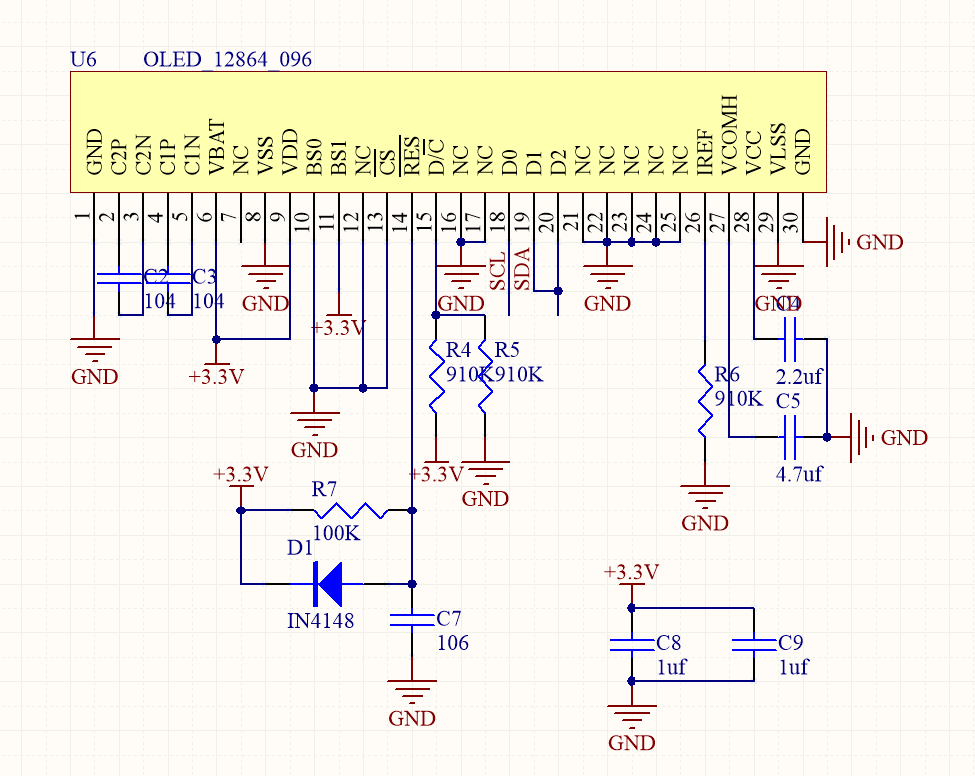 U6 OLED_12864_096
GND C2P C2N C1P C1N VBAT NC VSS VDD BS0 BS1 NC CS RES D/C NC NC D0 D1 D2 NC NC NC NC NC IREF VCOMH VCC VLSS GND
1 2 3 4 5 6 7 8 9 10 11 12 13 14 15 16 17 18 19 20 21 22 23 24 25 26 27 28 29 30
GND
SCL SDA
C2 C3
104 104
GND GND GND GND
C4
+3.3V
R4 R5
GND +3.3V 910K 910K R6 2.2uf
910K C5
GND
GND
+3.3V +3.3V 4.7uf
R7 GND
GND
100K
D1
+3.3V
IN4148 C7
106 C8 C9
1uf 1uf
GND
GND